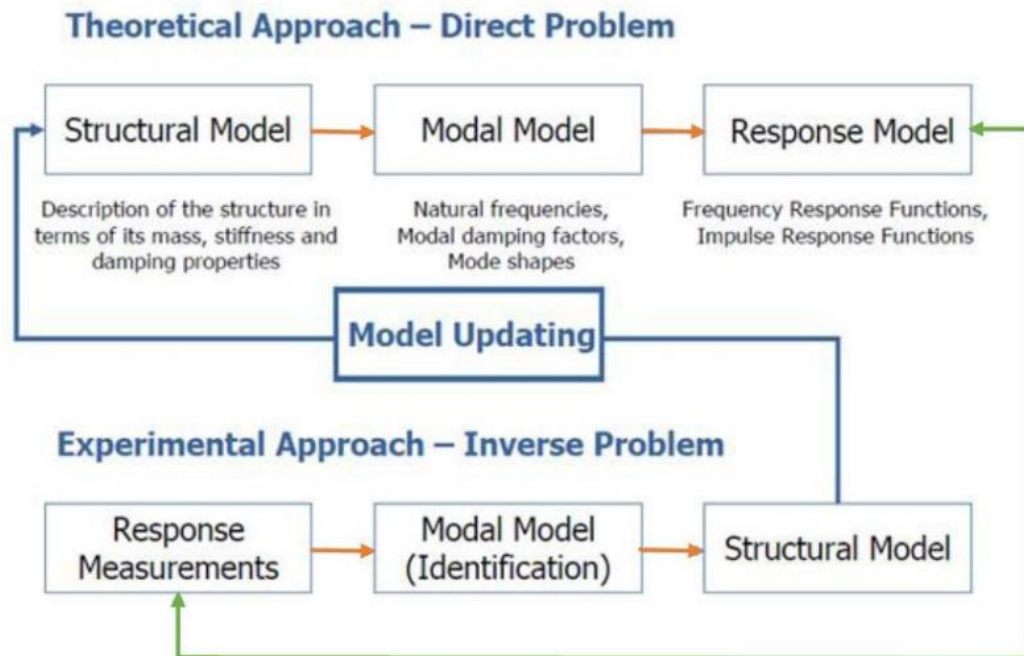 Theoretical Approach – Direct Problem
Structural Model
Modal Model
Response Model
Description of the structure in
terms of its mass, stiffness and
damping properties
Natural frequencies,
Modal damping factors,
Mode shapes
Frequency Response Functions,
Impulse Response Functions
Model Updating
Experimental Approach – Inverse Problem
Response
Measurements
Modal Model
(Identification)
Structural Model